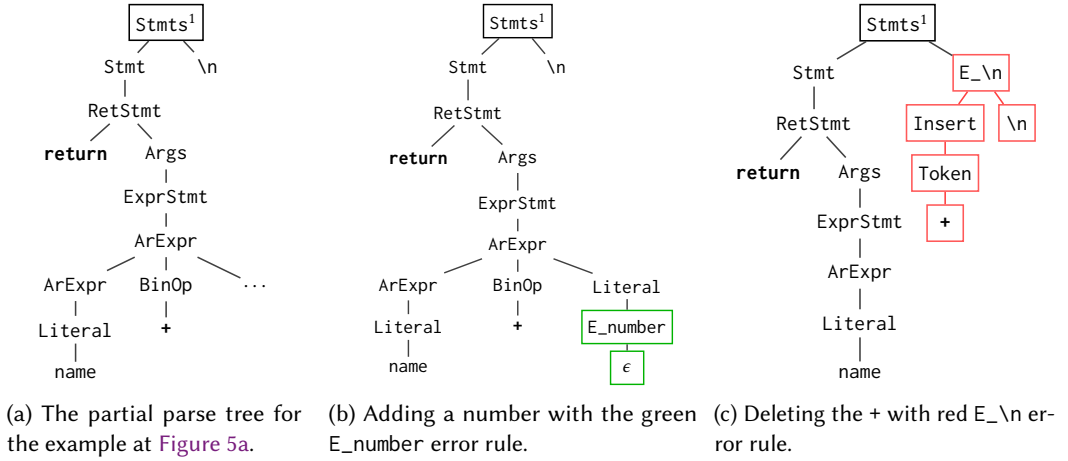 Stmts¹
Stmt \n
RetStmt
return Args
ExprStmt
ArExpr
ArExpr BinOp ...
Literal +
name
(a) The partial parse tree for
the example at Figure 5a.
Stmts¹
Stmt \n
RetStmt
return Args
ExprStmt
ArExpr
ArExpr BinOp Literal
Literal + E_number
name ϵ
(b) Adding a number with the green
E_number error rule.
Stmts¹
Stmt E_\n
RetStmt Insert \n
return Args Token
ExprStmt +
ArExpr
Literal
name
(c) Deleting the + with red E_\n er-
ror rule.